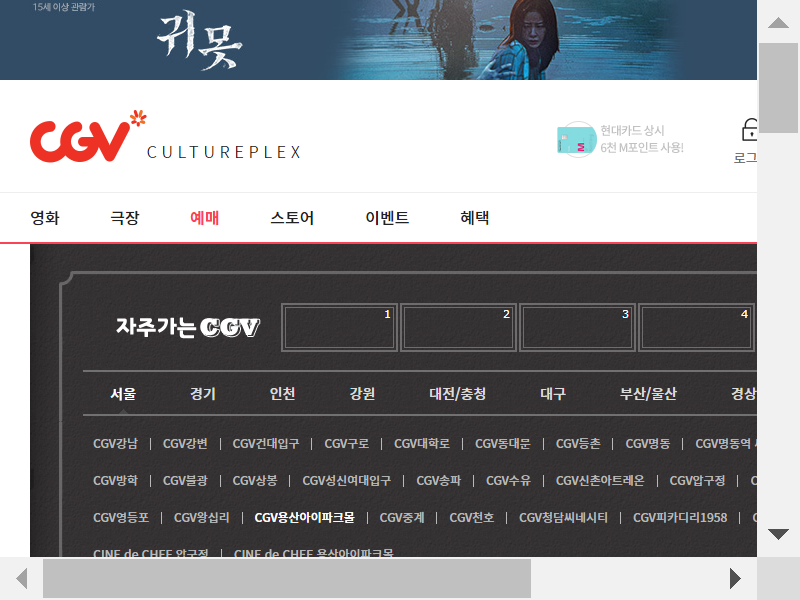 15세 이상 관람가
귀못
CGV
CULTUREPLEX
현대카드 상시
6천 M포인트 사용!
로그
영화 극장 예매 스토어 이벤트 혜택
자주가는 CGV 1 2 3 4
서울 경기 인천 강원 대전/충청 대구 부산/울산 경상
CGV강남 | CGV강변 | CGV건대입구 | CGV구로 | CGV대학로 | CGV동대문 | CGV등촌 | CGV명동 | CGV명동역
CGV방학 | CGV불광 | CGV상봉 | CGV성신여대입구 | CGV송파 | CGV수유 | CGV신촌아트레온 | CGV압구정 |
CGV영등포 | CGV왕십리 | CGV용산아이파크몰 | CGV중계 | CGV천호 | CGV청담씨네시티 | CGV피카디리1958 |
CINE de CHEF 압구정 | CINE de CHEF 용산아이파크몰